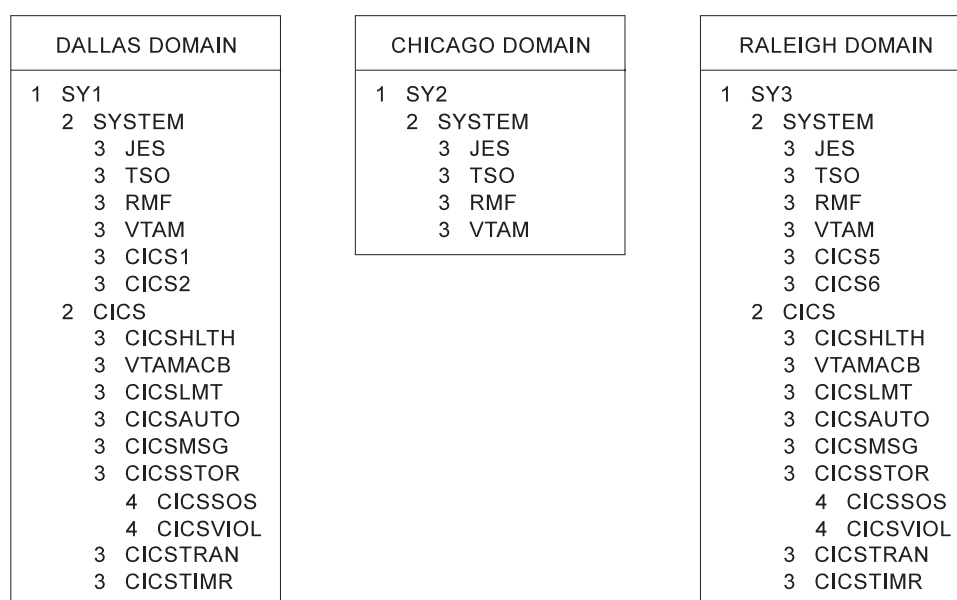 DALLAS DOMAIN
1 SY1
2 SYSTEM
3 JES
3 TSO
3 RMF
3 VTAM
3 CICS1
3 CICS2
2 CICS
3 CICSHLTH
3 VTAMACB
3 CICSLMT
3 CICSAUTO
3 CICSMSG
3 CICSSTOR
4 CICSSOS
4 CICSVIOL
3 CICSTRAN
3 CICSTIMR
CHICAGO DOMAIN
1 SY2
2 SYSTEM
3 JES
3 TSO
3 RMF
3 VTAM
RALEIGH DOMAIN
1 SY3
2 SYSTEM
3 JES
3 TSO
3 RMF
3 VTAM
3 CICS5
3 CICS6
2 CICS
3 CICSHLTH
3 VTAMACB
3 CICSLMT
3 CICSAUTO
3 CICSMSG
3 CICSSTOR
4 CICSSOS
4 CICSVIOL
3 CICSTRAN
3 CICSTIMR